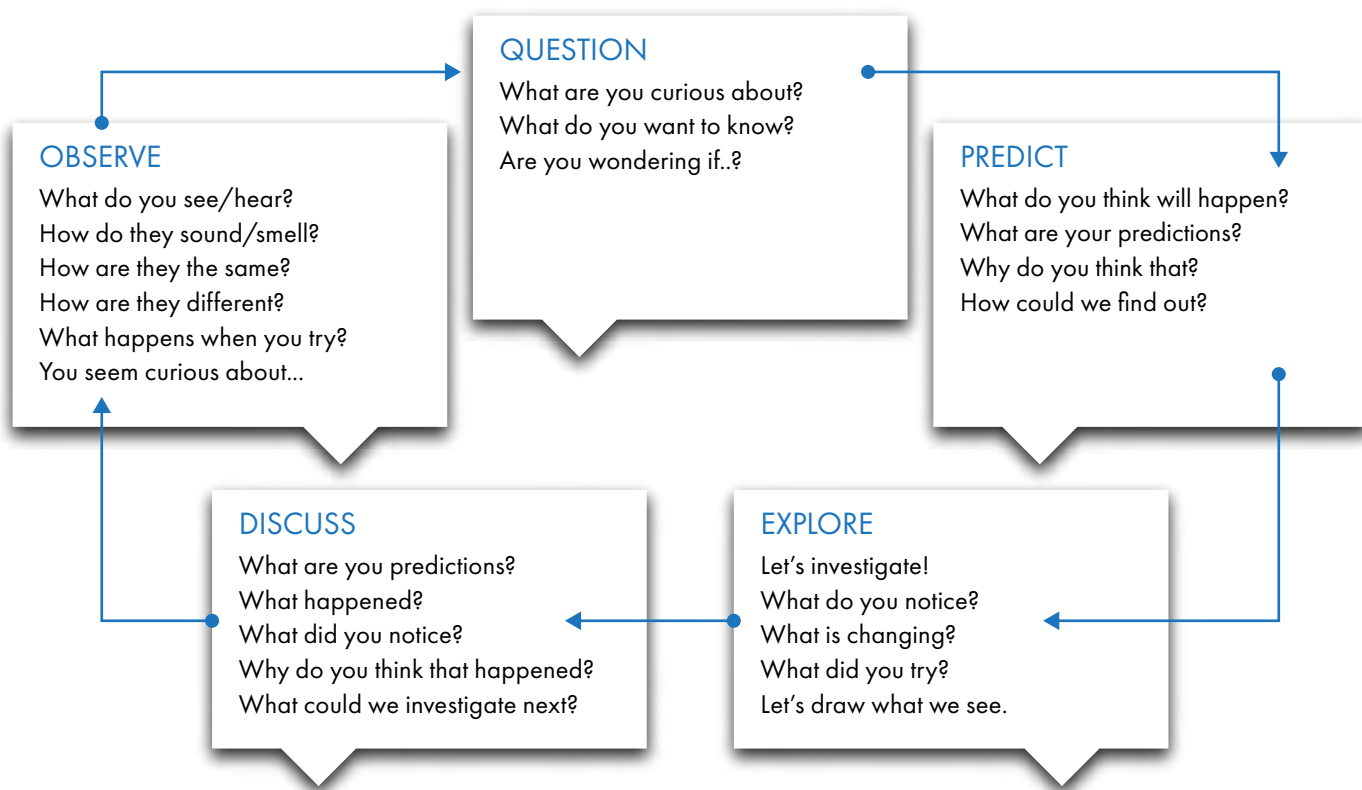 QUESTION
What are you curious about?
What do you want to know?
Are you wondering if..?
OBSERVE
What do you see/hear?
How do they sound/smell?
How are they the same?
How are they different?
What happens when you try?
You seem curious about...
PREDICT
What do you think will happen?
What are your predictions?
Why do you think that?
How could we find out?
DISCUSS
What are you predictions?
What happened?
What did you notice?
Why do you think that happened?
What could we investigate next?
EXPLORE
Let’s investigate!
What do you notice?
What is changing?
What did you try?
Let’s draw what we see.